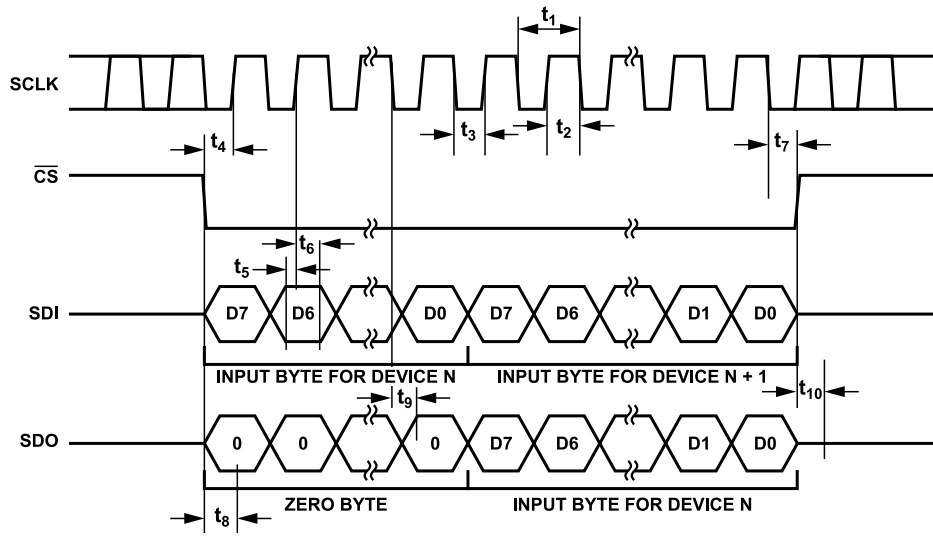 t1
SCLK
t4
t3
t2
t7
CS
t6
t5
SDI
D7 D6 D0 D7 D6 D1 D0
INPUT BYTE FOR DEVICE N INPUT BYTE FOR DEVICE N + 1
t9
t10
SDO
0 0 0 D7 D6 D1 D0
ZERO BYTE INPUT BYTE FOR DEVICE N
t8